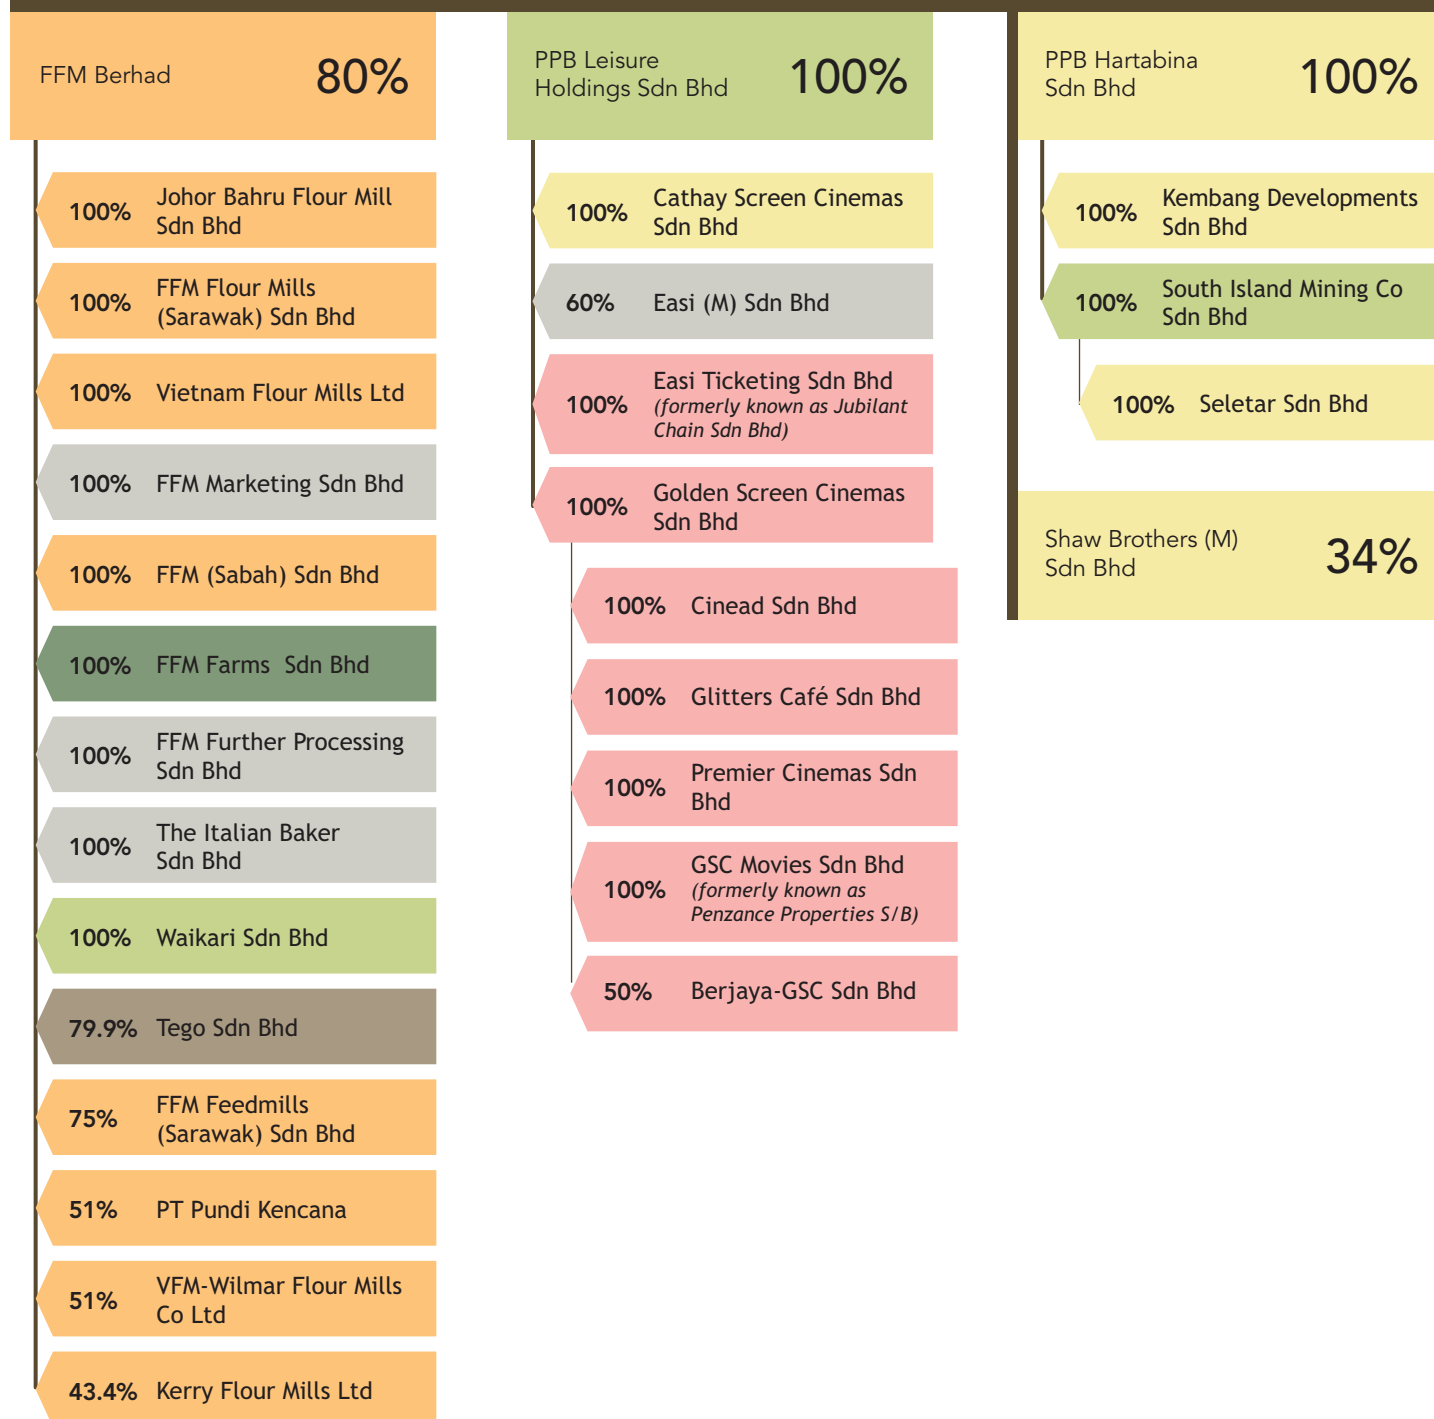 FFM Berhad 80%
100% Johor Bahru Flour Mill
Sdn Bhd
100% FFM Flour Mills
(Sarawak) Sdn Bhd
100% Vietnam Flour Mills Ltd
100% FFM Marketing Sdn Bhd
100% FFM (Sabah) Sdn Bhd
100% FFM Farms Sdn Bhd
100% FFM Further Processing
Sdn Bhd
100% The Italian Baker
Sdn Bhd
100% Waikari Sdn Bhd
79.9% Tego Sdn Bhd
75% FFM Feedmills
(Sarawak) Sdn Bhd
51% PT Pundi Kencana
51% VFM-Wilmar Flour Mills
Co Ltd
43.4% Kerry Flour Mills Ltd
PPB Leisure
Holdings Sdn Bhd 100%
100% Cathay Screen Cinemas
Sdn Bhd
60% Easi (M) Sdn Bhd
100% Easi Ticketing Sdn Bhd
(formerly known as Jubilant
Chain Sdn Bhd)
100% Golden Screen Cinemas
Sdn Bhd
100% Cinead Sdn Bhd
100% Glitters Café Sdn Bhd
100% Premier Cinemas Sdn
Bhd
100% GSC Movies Sdn Bhd
(formerly known as
Penzance Properties S/B)
50% Berjaya-GSC Sdn Bhd
PPB Hartabina
Sdn Bhd 100%
100% Kembang Developments
Sdn Bhd
100% South Island Mining Co
Sdn Bhd
100% Seletar Sdn Bhd
Shaw Brothers (M)
Sdn Bhd 34%